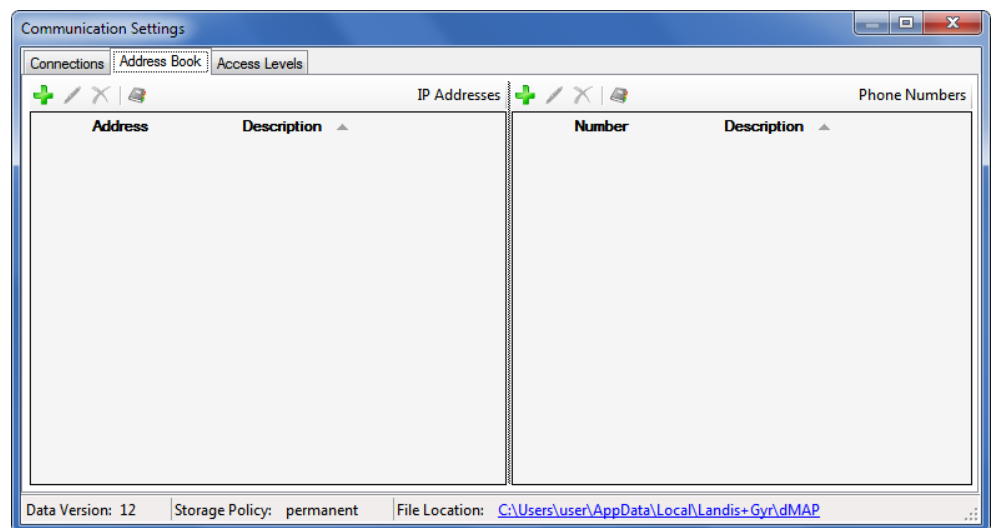 Communication Settings
Connections Address Book Access Levels
IP Addresses
Address Description
Phone Numbers
Number Description
Data Version: 12 Storage Policy: permanent File Location: C:\Users\user\AppData\Local\Landis+Gyr\dMAP